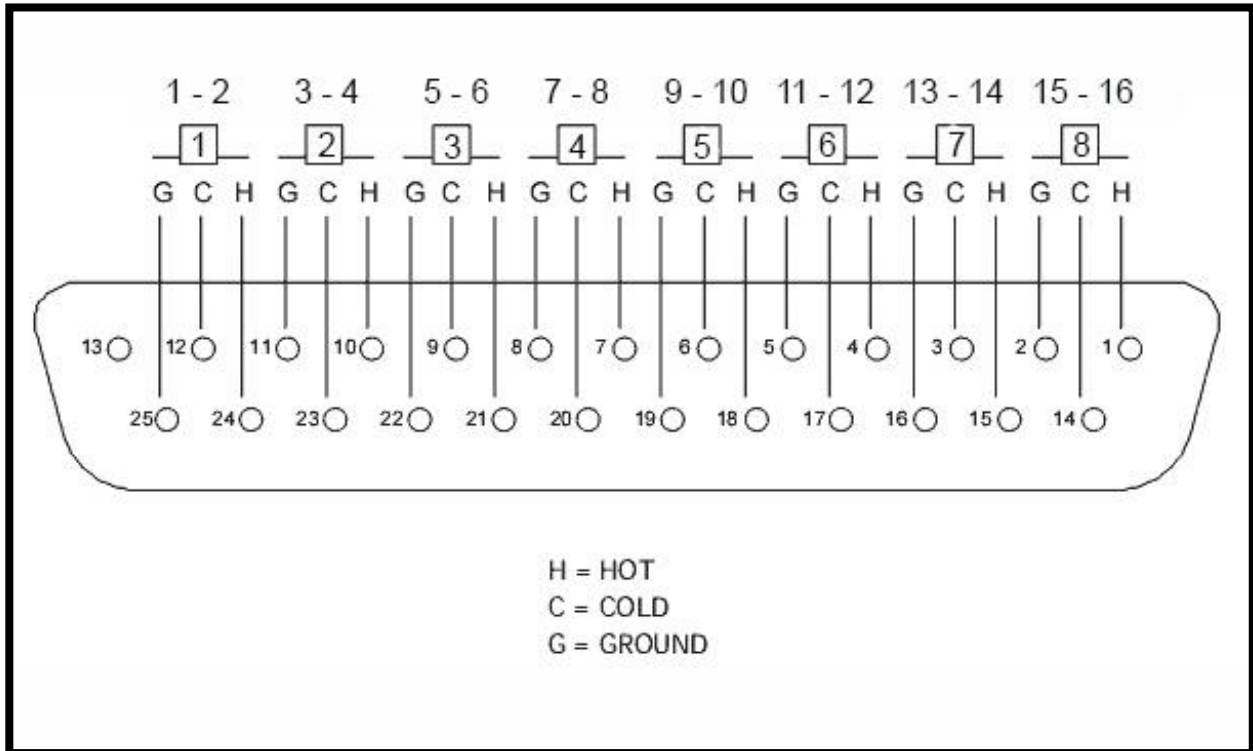 1 - 2 3 - 4 5 - 6 7 - 8 9 - 10 11 - 12 13 - 14 15 - 16
1 2 3 4 5 6 7 8
G C H G C H G C H G C H G C H G C H G C H G C H
13 12 11 10 9 8 7 6 5 4 3 2 1
25 24 23 22 21 20 19 18 17 16 15 14
H = HOT
C = COLD
G = GROUND